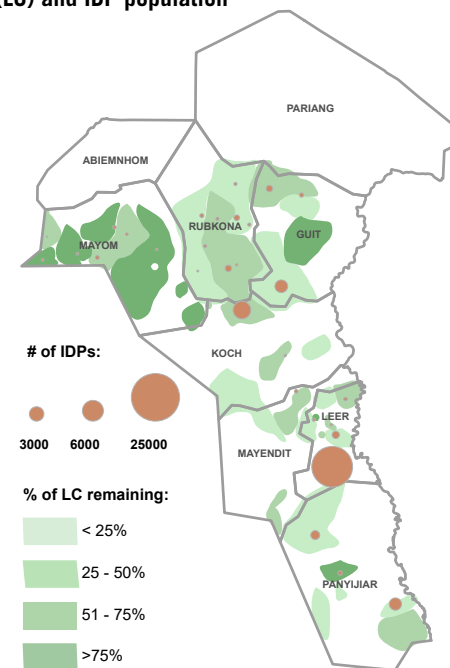 (LC) and IDP population
PARIANG
ABIEMNHOM
RUBKONA
MAYOM
GUIT
# of IDPs:
KOCH
3000 6000 25000
LEER
MAYENDIT
% of LC remaining:
< 25%
25 - 50%
PANYIJIAR
51 - 75%
>75%